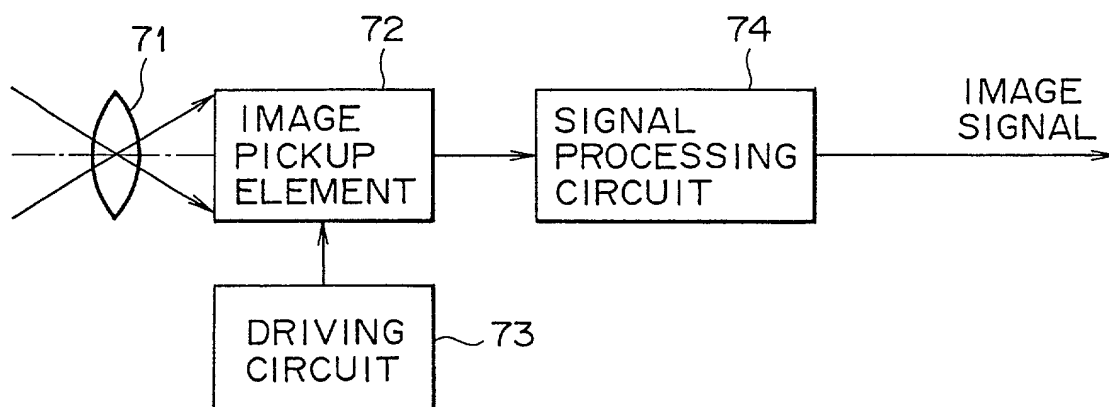 71
72
74
IMAGE
PICKUP
ELEMENT
SIGNAL
PROCESSING
CIRCUIT
IMAGE
SIGNAL
DRIVING
CIRCUIT
73